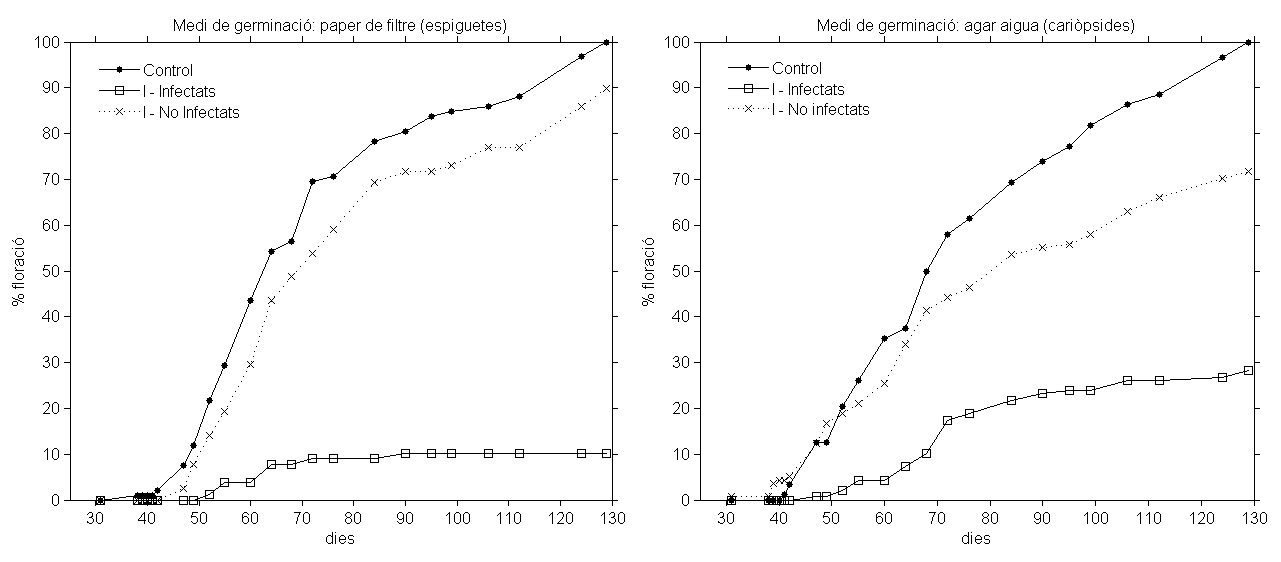 Medi de germinació: paper de filtre (espiguetes)
100
90
80
70
60
50
40
30
20
10
0
% floració
Control
I - Infectats
I - No Infectats
30 40 50 60 70 80 90 100 110 120 130
dies
Medi de germinació: agar aigua (cariòpsides)
100
90
80
70
60
50
40
30
20
10
0
% floració
Control
I - Infectats
I - No infectats
30 40 50 60 70 80 90 100 110 120 130
dies